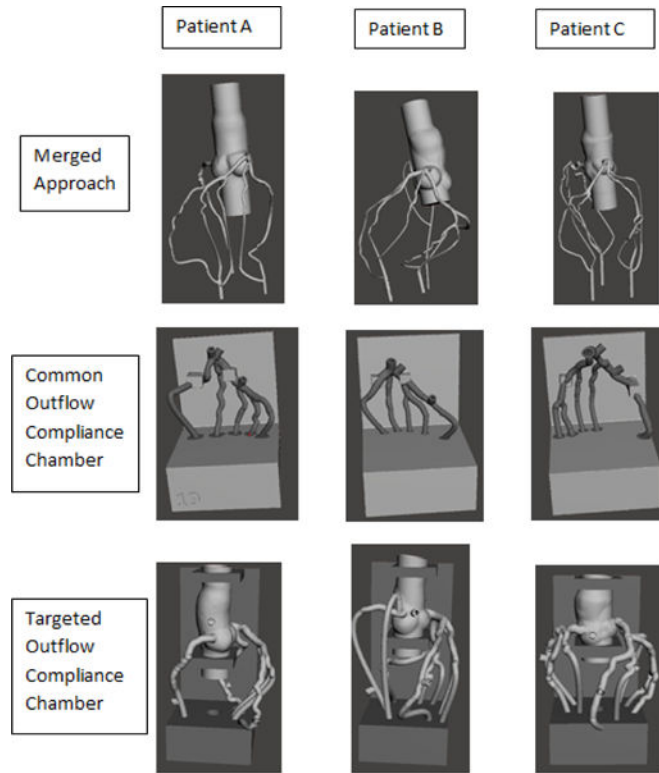 Patient A
Patient B
Patient C
Merged
Approach
Common
Outflow
Compliance
Chamber
Targeted
Outflow
Compliance
Chamber